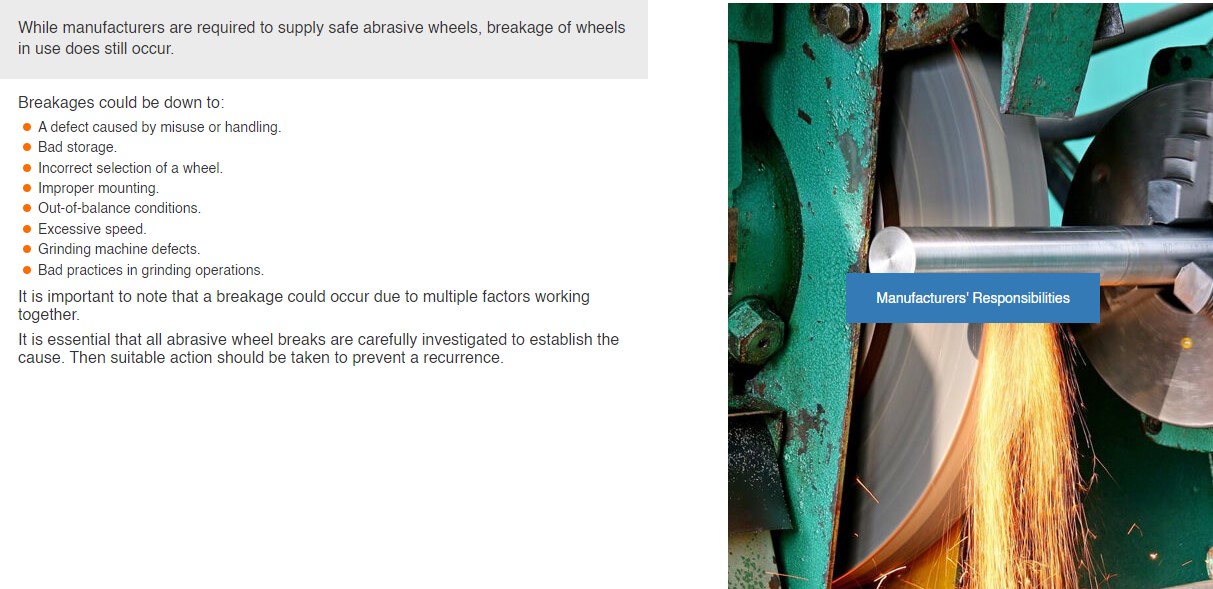 While manufacturers are required to supply safe abrasive wheels, breakage of wheels
in use does still occur.
Breakages could be down to:
A defect caused by misuse or handling.
Bad storage.
Incorrect selection of a wheel.
Improper mounting.
Out-of-balance conditions.
Excessive speed.
Grinding machine defects.
Bad practices in grinding operations.
It is important to note that a breakage could occur due to multiple factors working
together.
It is essential that all abrasive wheel breaks are carefully investigated to establish the
cause. Then suitable action should be taken to prevent a recurrence.
Manufacturers' Responsibilities